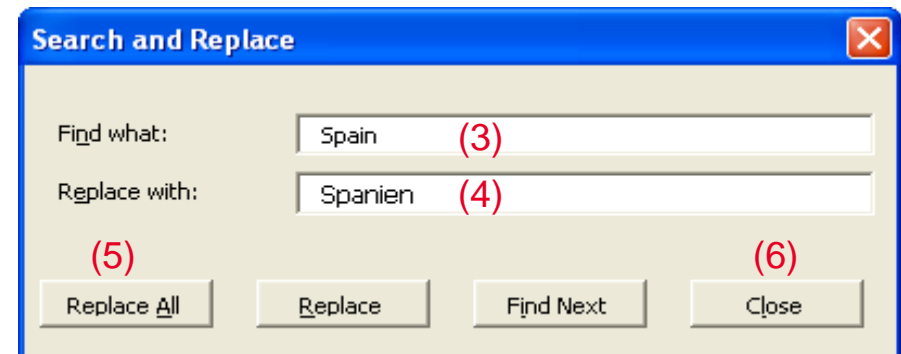 Search and Replace
Find what: Spain (3)
Replace with: Spanien (4)
(5) (6)
Replace All Replace Find Next Close